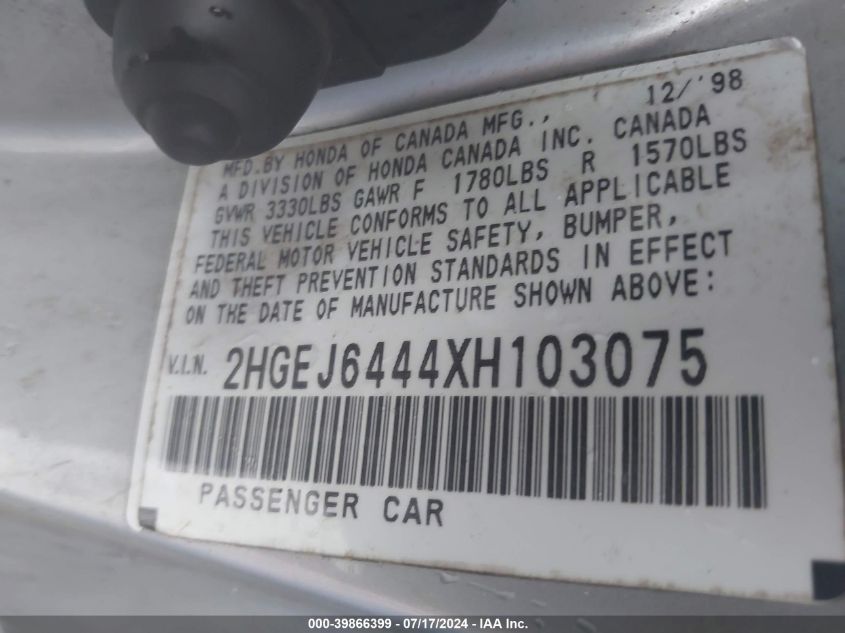 12/'98
MFD.BY HONDA OF CANADA MFG.,
A DIVISION OF HONDA CANADA INC. CANADA
GVWR 3330LBS GAWR F 1780LBS R 1570LBS
THIS VEHICLE CONFORMS TO ALL APPLICABLE
FEDERAL MOTOR VEHICLE SAFETY, BUMPER,
AND THEFT PREVENTION STANDARDS IN EFFECT
ON THE DATE OF MANUFACTURE SHOWN ABOVE:
V.I.N. 2HGEJ6444XH103075
PASSENGER CAR
000-39866399 - 07/17/2024 - IAA Inc.